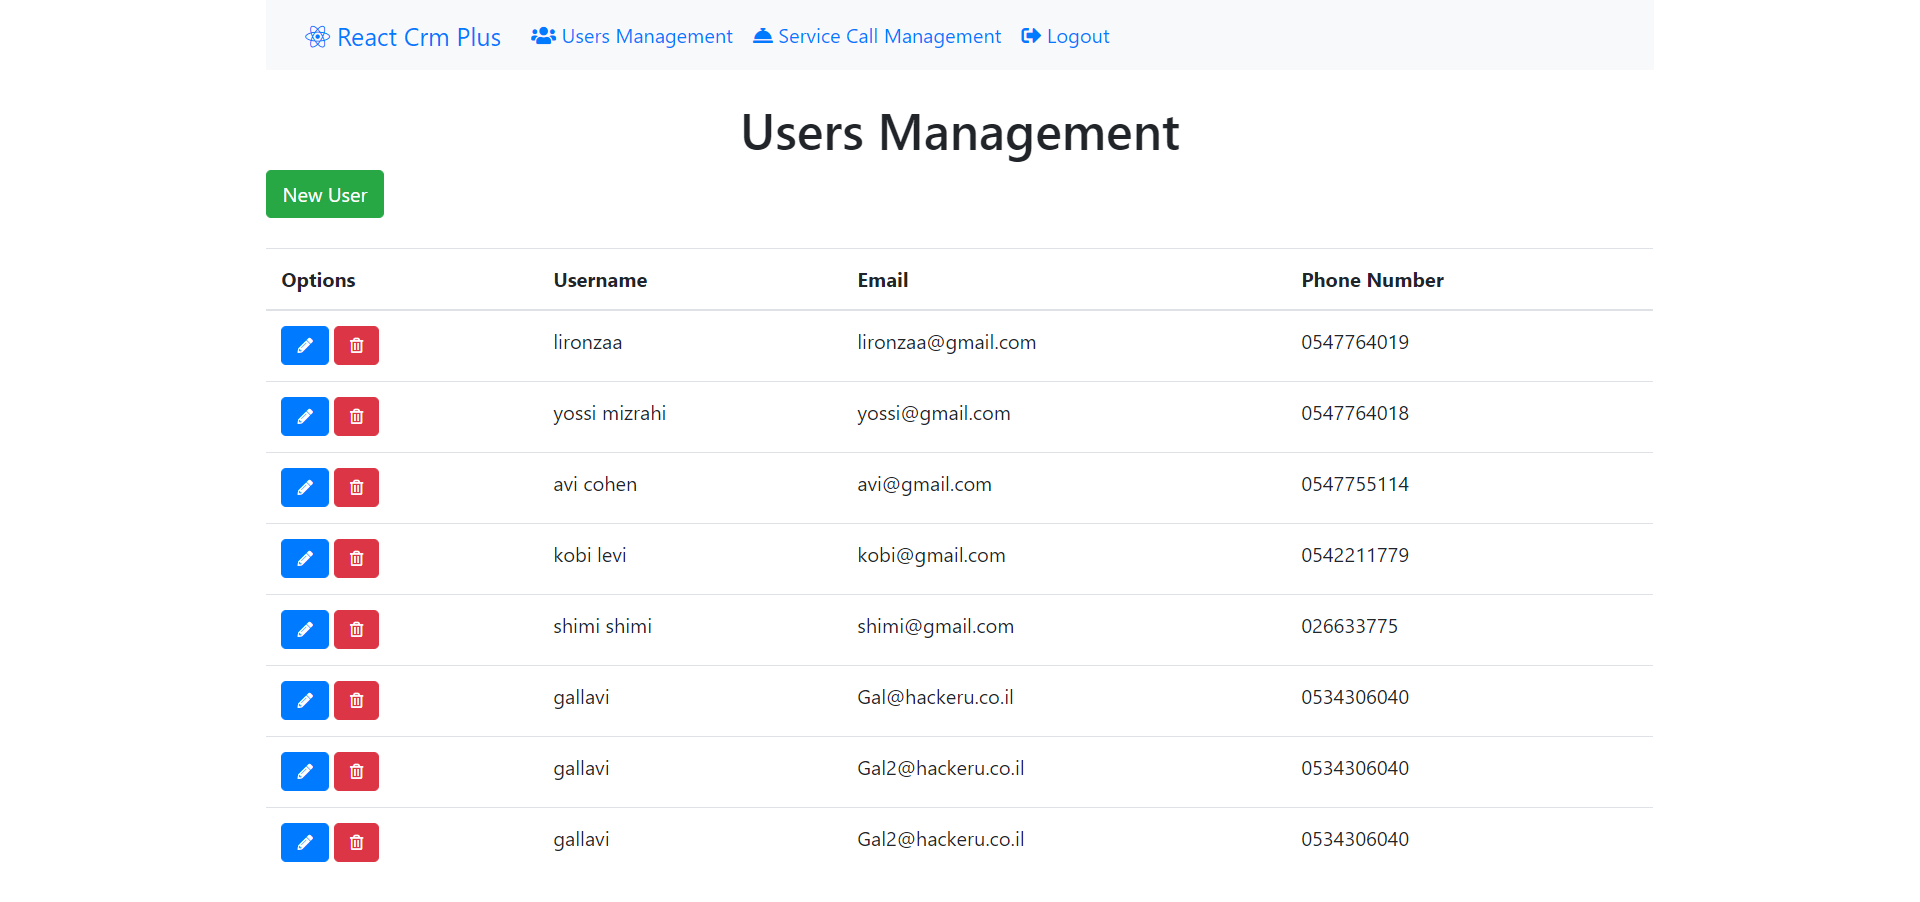 React Crm Plus Users Management Service Call Management Logout
Users Management
New User
Options Username Email Phone Number
lironzaa lironzaa@gmail.com 0547764019
yossi mizrahi yossi@gmail.com 0547764018
avi cohen avi@gmail.com 0547755114
kobi levi kobi@gmail.com 0542211779
shimi shimi shimi@gmail.com 026633775
gallavi Gal@hackeru.co.il 0534306040
gallavi Gal2@hackeru.co.il 0534306040
gallavi Gal2@hackeru.co.il 0534306040